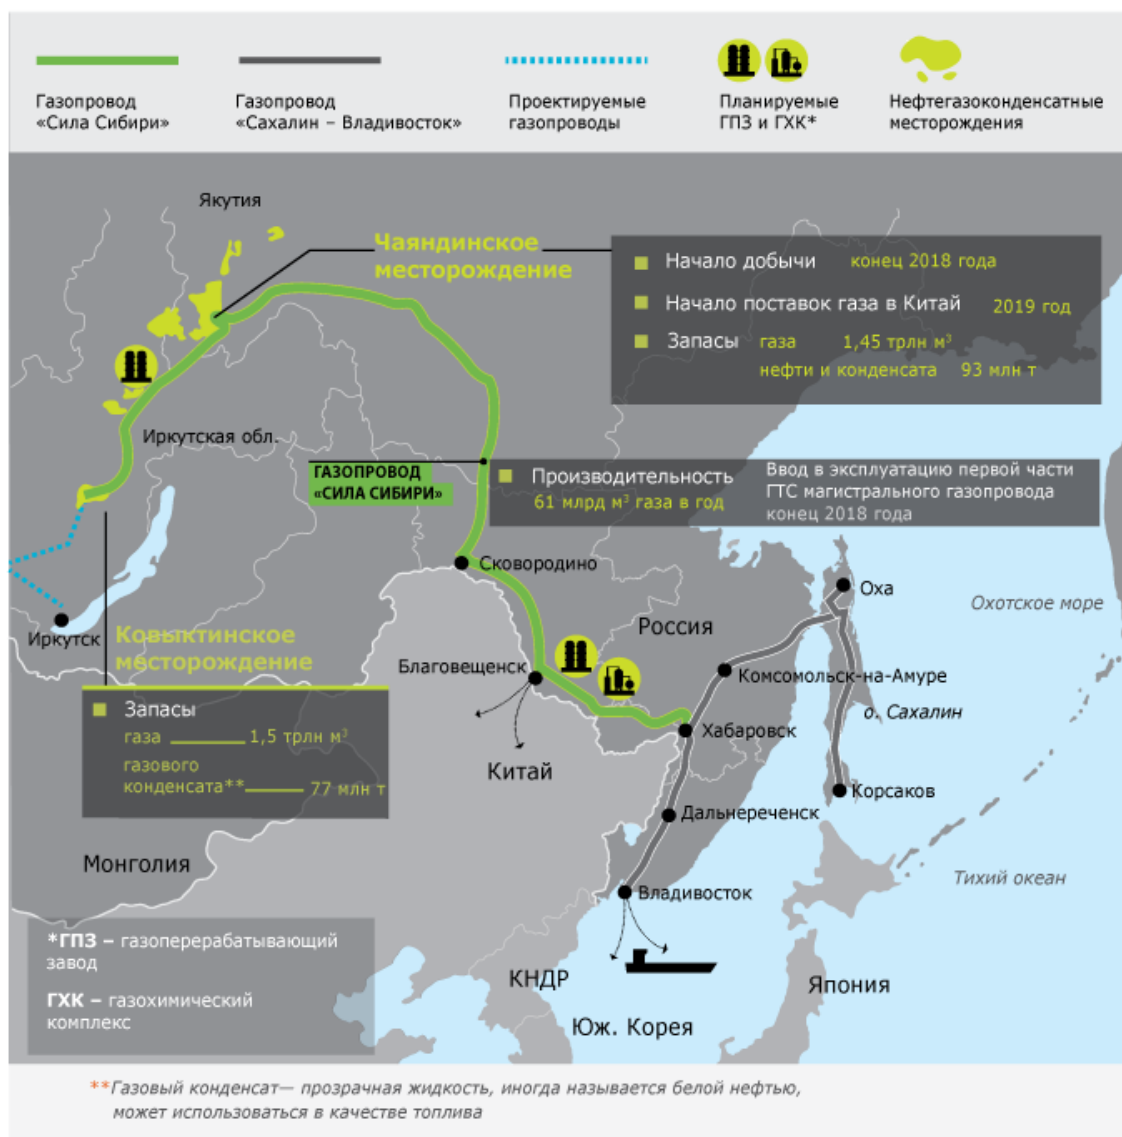 Газопровод
«Сила Сибири»
Газопровод
«Сахалин – Владивосток»
Проектируемые
газопроводы
Планируемые
ГПЗ и ГХК*
Нефтегазоконденсатные
месторождения
Якутия
Чаяндинское
месторождение
Начало добычи конец 2018 года
Начало поставок газа в Китай 2019 год
Запасы газа 1,45 трлн м³
нефти и конденсата 93 млн т
Иркутская обл.
ГАЗОПРОВОД
«СИЛА СИБИРИ»
Производительность
61 млрд м³ газа в год
Ввод в эксплуатацию первой части
ГТС магистрального газопровода
конец 2018 года
Сковородино
Оха
Охотское море
Иркутск
Ковыктинское
месторождение
Россия
Благовещенск
Комсомольск-на-Амуре
о. Сахалин
Запасы
газа 1,5 трлн м³
газового
конденсата** 77 млн т
Хабаровск
Китай
Корсаков
Дальнереченск
Монголия
Владивосток
Тихий океан
*ГПЗ – газоперерабатывающий
завод
ГХК – газохимический
комплекс
КНДР
Япония
Юж. Корея
**Газовый конденсат— прозрачная жидкость, иногда называется белой нефтью,
может использоваться в качестве топлива